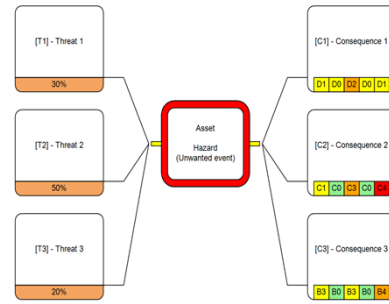 [T1] - Threat 1
30%
[T2] - Threat 2
50%
[T3] - Threat 3
20%
Asset
Hazard
(Unwanted event)
[C1] - Consequence 1
D1 D0 D2 D0 D1
[C2] - Consequence 2
C1 C0 C3 C0 C4
[C3] - Consequence 3
B3 B0 B3 B0 B4